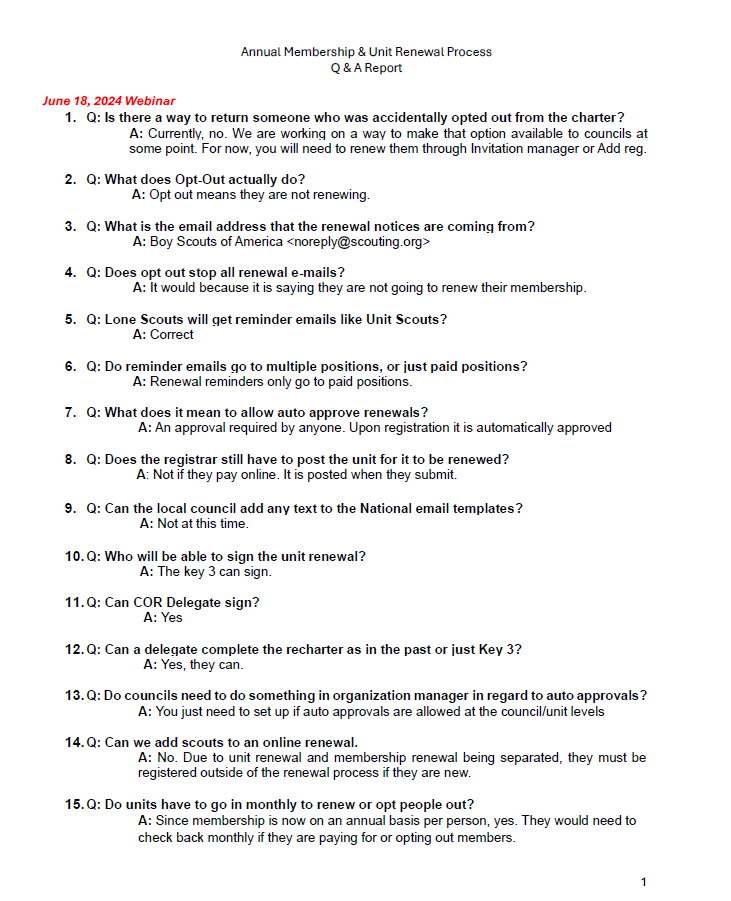 Annual Membership & Unit Renewal Process
Q & A Report
June 18, 2024 Webinar
1. Q: Is there a way to return someone who was accidentally opted out from the charter?
A: Currently, no. We are working on a way to make that option available to councils at
some point. For now, you will need to renew them through Invitation manager or Add reg.
2. Q: What does Opt-Out actually do?
A: Opt out means they are not renewing.
3. Q: What is the email address that the renewal notices are coming from?
A: Boy Scouts of America <noreply@scouting.org>
4. Q: Does opt out stop all renewal e-mails?
A: It would because it is saying they are not going to renew their membership.
5. Q: Lone Scouts will get reminder emails like Unit Scouts?
A: Correct
6. Q: Do reminder emails go to multiple positions, or just paid positions?
A: Renewal reminders only go to paid positions.
7. Q: What does it mean to allow auto approve renewals?
A: An approval required by anyone. Upon registration it is automatically approved
8. Q: Does the registrar still have to post the unit for it to be renewed?
A: Not if they pay online. It is posted when they submit.
9. Q: Can the local council add any text to the National email templates?
A: Not at this time.
10. Q: Who will be able to sign the unit renewal?
A: The key 3 can sign.
11. Q: Can COR Delegate sign?
A: Yes
12. Q: Can a delegate complete the recharter as in the past or just Key 3?
A: Yes, they can.
13. Q: Do councils need to do something in organization manager in regard to auto approvals?
A: You just need to set up if auto approvals are allowed at the council/unit levels
14. Q: Can we add scouts to an online renewal.
A: No. Due to unit renewal and membership renewal being separated, they must be
registered outside of the renewal process if they are new.
15. Q: Do units have to go in monthly to renew or opt people out?
A: Since membership is now on an annual basis per person, yes. They would need to
check back monthly if they are paying for or opting out members.
1